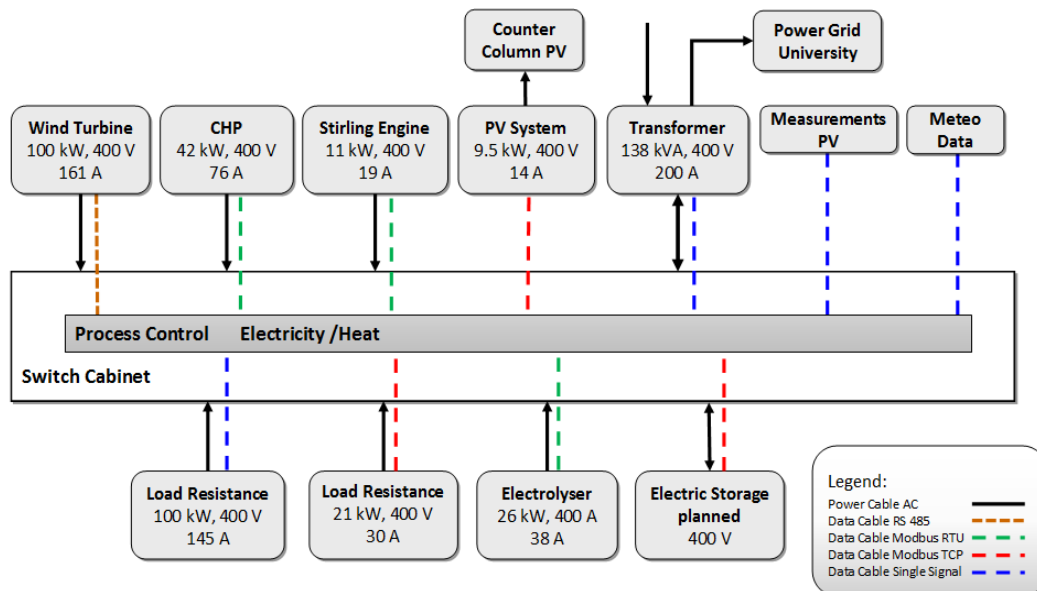 Counter
Column PV
Power Grid
University
Wind Turbine
100 kW, 400 V
161 A
CHP
42 kW, 400 V
76 A
Stirling Engine
11 kW, 400 V
19 A
PV System
9.5 kW, 400 V
14 A
Transformer
138 kVA, 400 V
200 A
Measurements
PV
Meteo
Data
Process Control Electricity /Heat
Switch Cabinet
Load Resistance
100 kW, 400 V
145 A
Load Resistance
21 kW, 400 V
30 A
Electrolyser
26 kW, 400 A
38 A
Electric Storage
planned
400 V
Legend:
Power Cable AC
Data Cable RS 485
Data Cable Modbus RTU
Data Cable Modbus TCP
Data Cable Single Signal